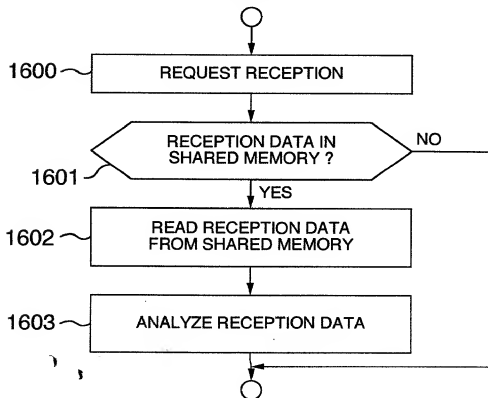 1600
REQUEST RECEPTION
RECEPTION DATA IN
SHARED MEMORY ?
NO
1601
YES
1602
READ RECEPTION DATA
FROM SHARED MEMORY
1603
ANALYZE RECEPTION DATA